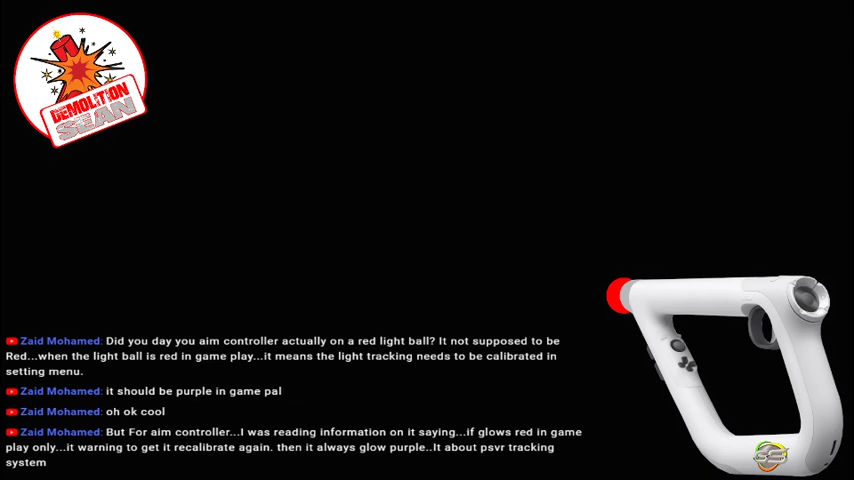 DEMOLITION
SEAN
Zaid Mohamed: Did you day you aim controller actually on a red light ball? It not supposed to be
Red...when the light ball is red in game play...it means the light tracking needs to be calibrated in
setting menu.
Zaid Mohamed: it should be purple in game pal
Zaid Mohamed: oh ok cool
Zaid Mohamed: But For aim controller...I was reading information on it saying...if glows red in game
play only...it warning to get it recalibrate again. then it always glow purple..It about psvr tracking
system